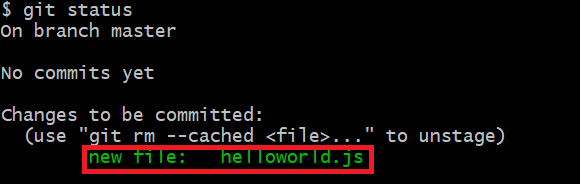 $ git status
On branch master
No commits yet
Changes to be committed:
(use "git rm --cached <file>..." to unstage)
new file: helloworld.js